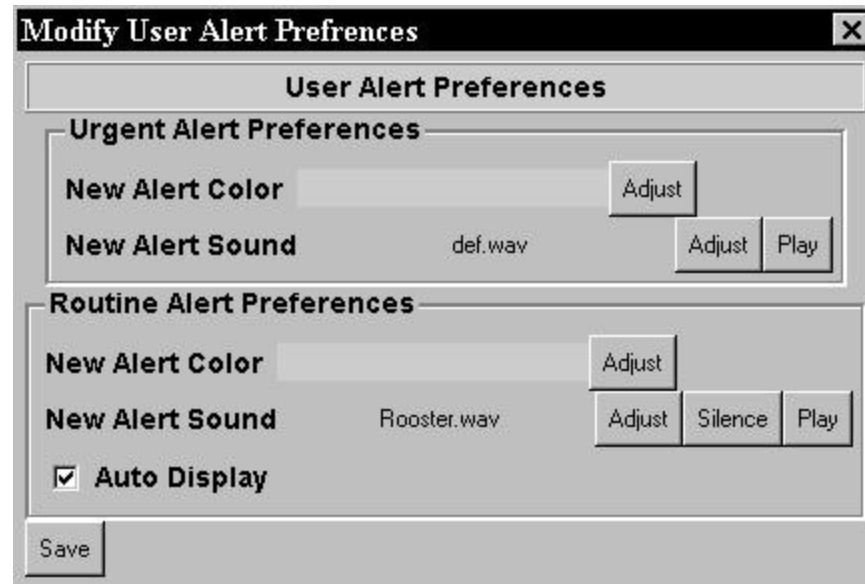 Modify User Alert Prefrences
User Alert Preferences
Urgent Alert Preferences
New Alert Color Adjust
New Alert Sound def.wav Adjust Play
Routine Alert Preferences
New Alert Color Adjust
New Alert Sound Rooster.wav Adjust Silence Play
Auto Display
Save